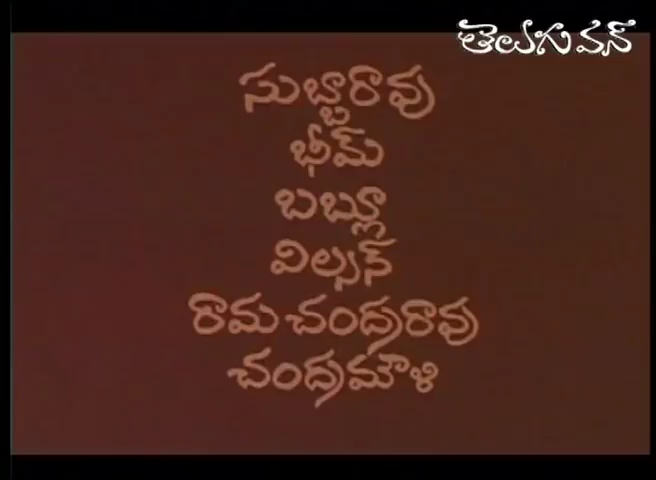 తెలుగువన్
సుబ్బారావు
భీమ్
బబ్లూ
విల్సన్
రామచంద్రరావు
చంద్రమౌళి